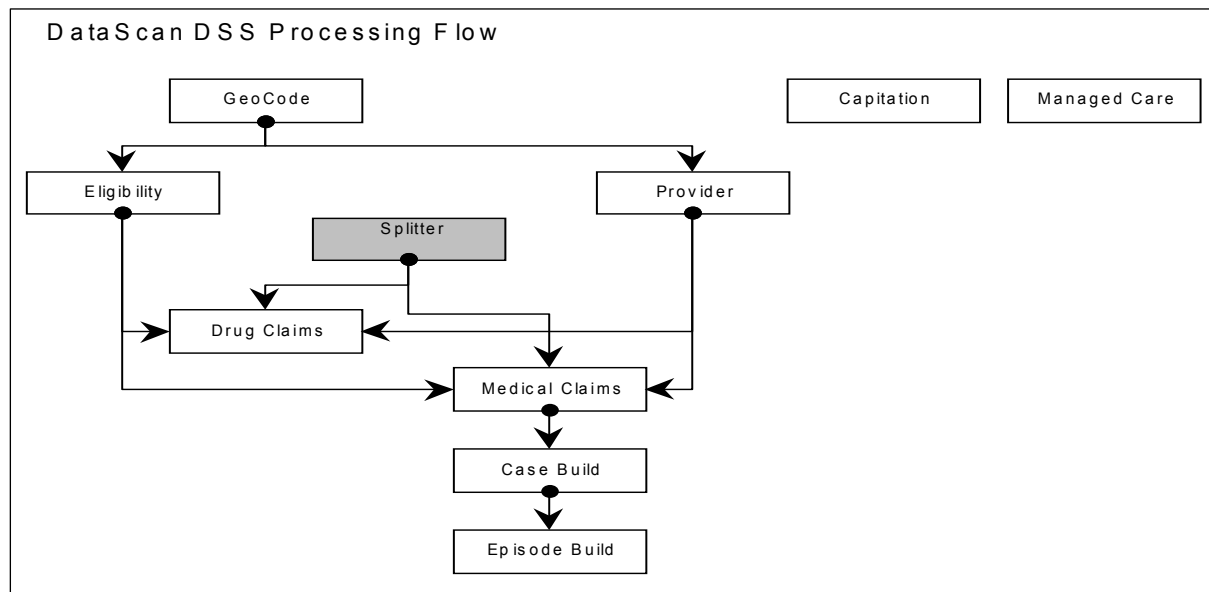 DataScan DSS Processing Flow
GeoCode
Capitation
Managed Care
Eligibility
Provider
Splitter
Drug Claims
Medical Claims
Case Build
Episode Build